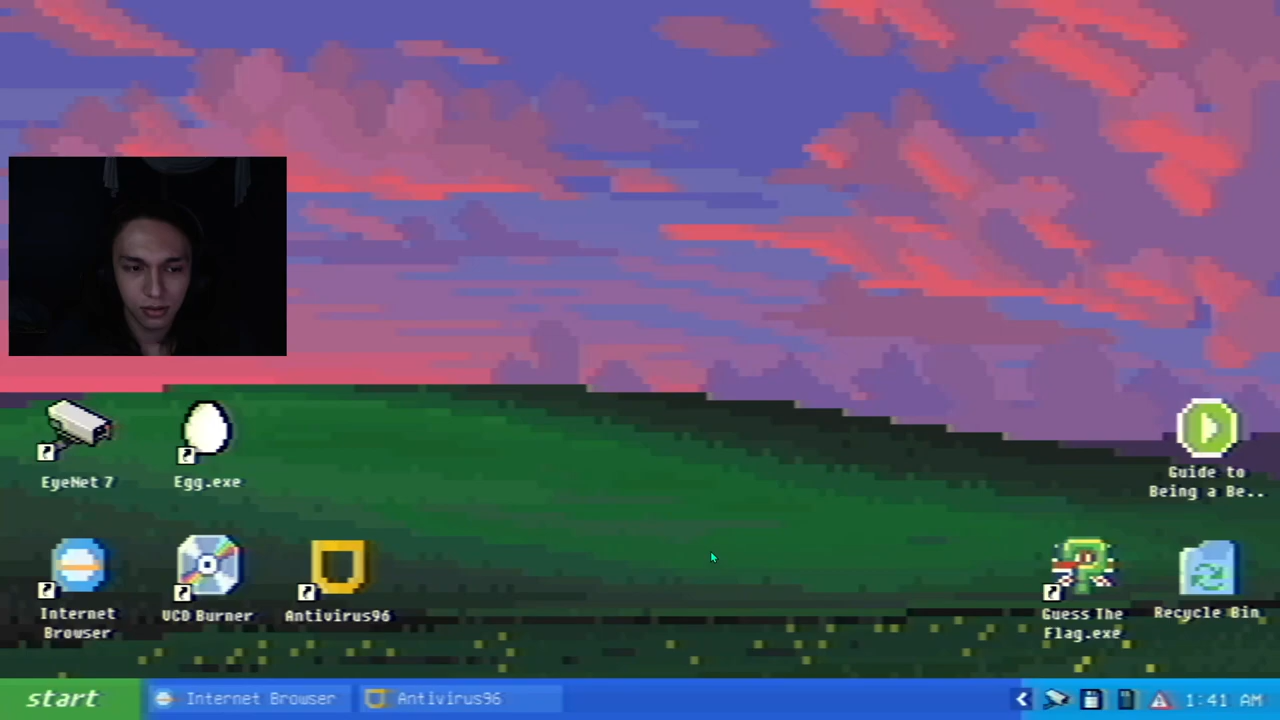 EyeNet 7
Egg.exe
Guide to
Being a Be..
Internet
Browser
VCD Burner
Antivirus96
Guess The
Flag.exe
Recycle Bin
start
Internet Browser
Antivirus96
1:41 AM